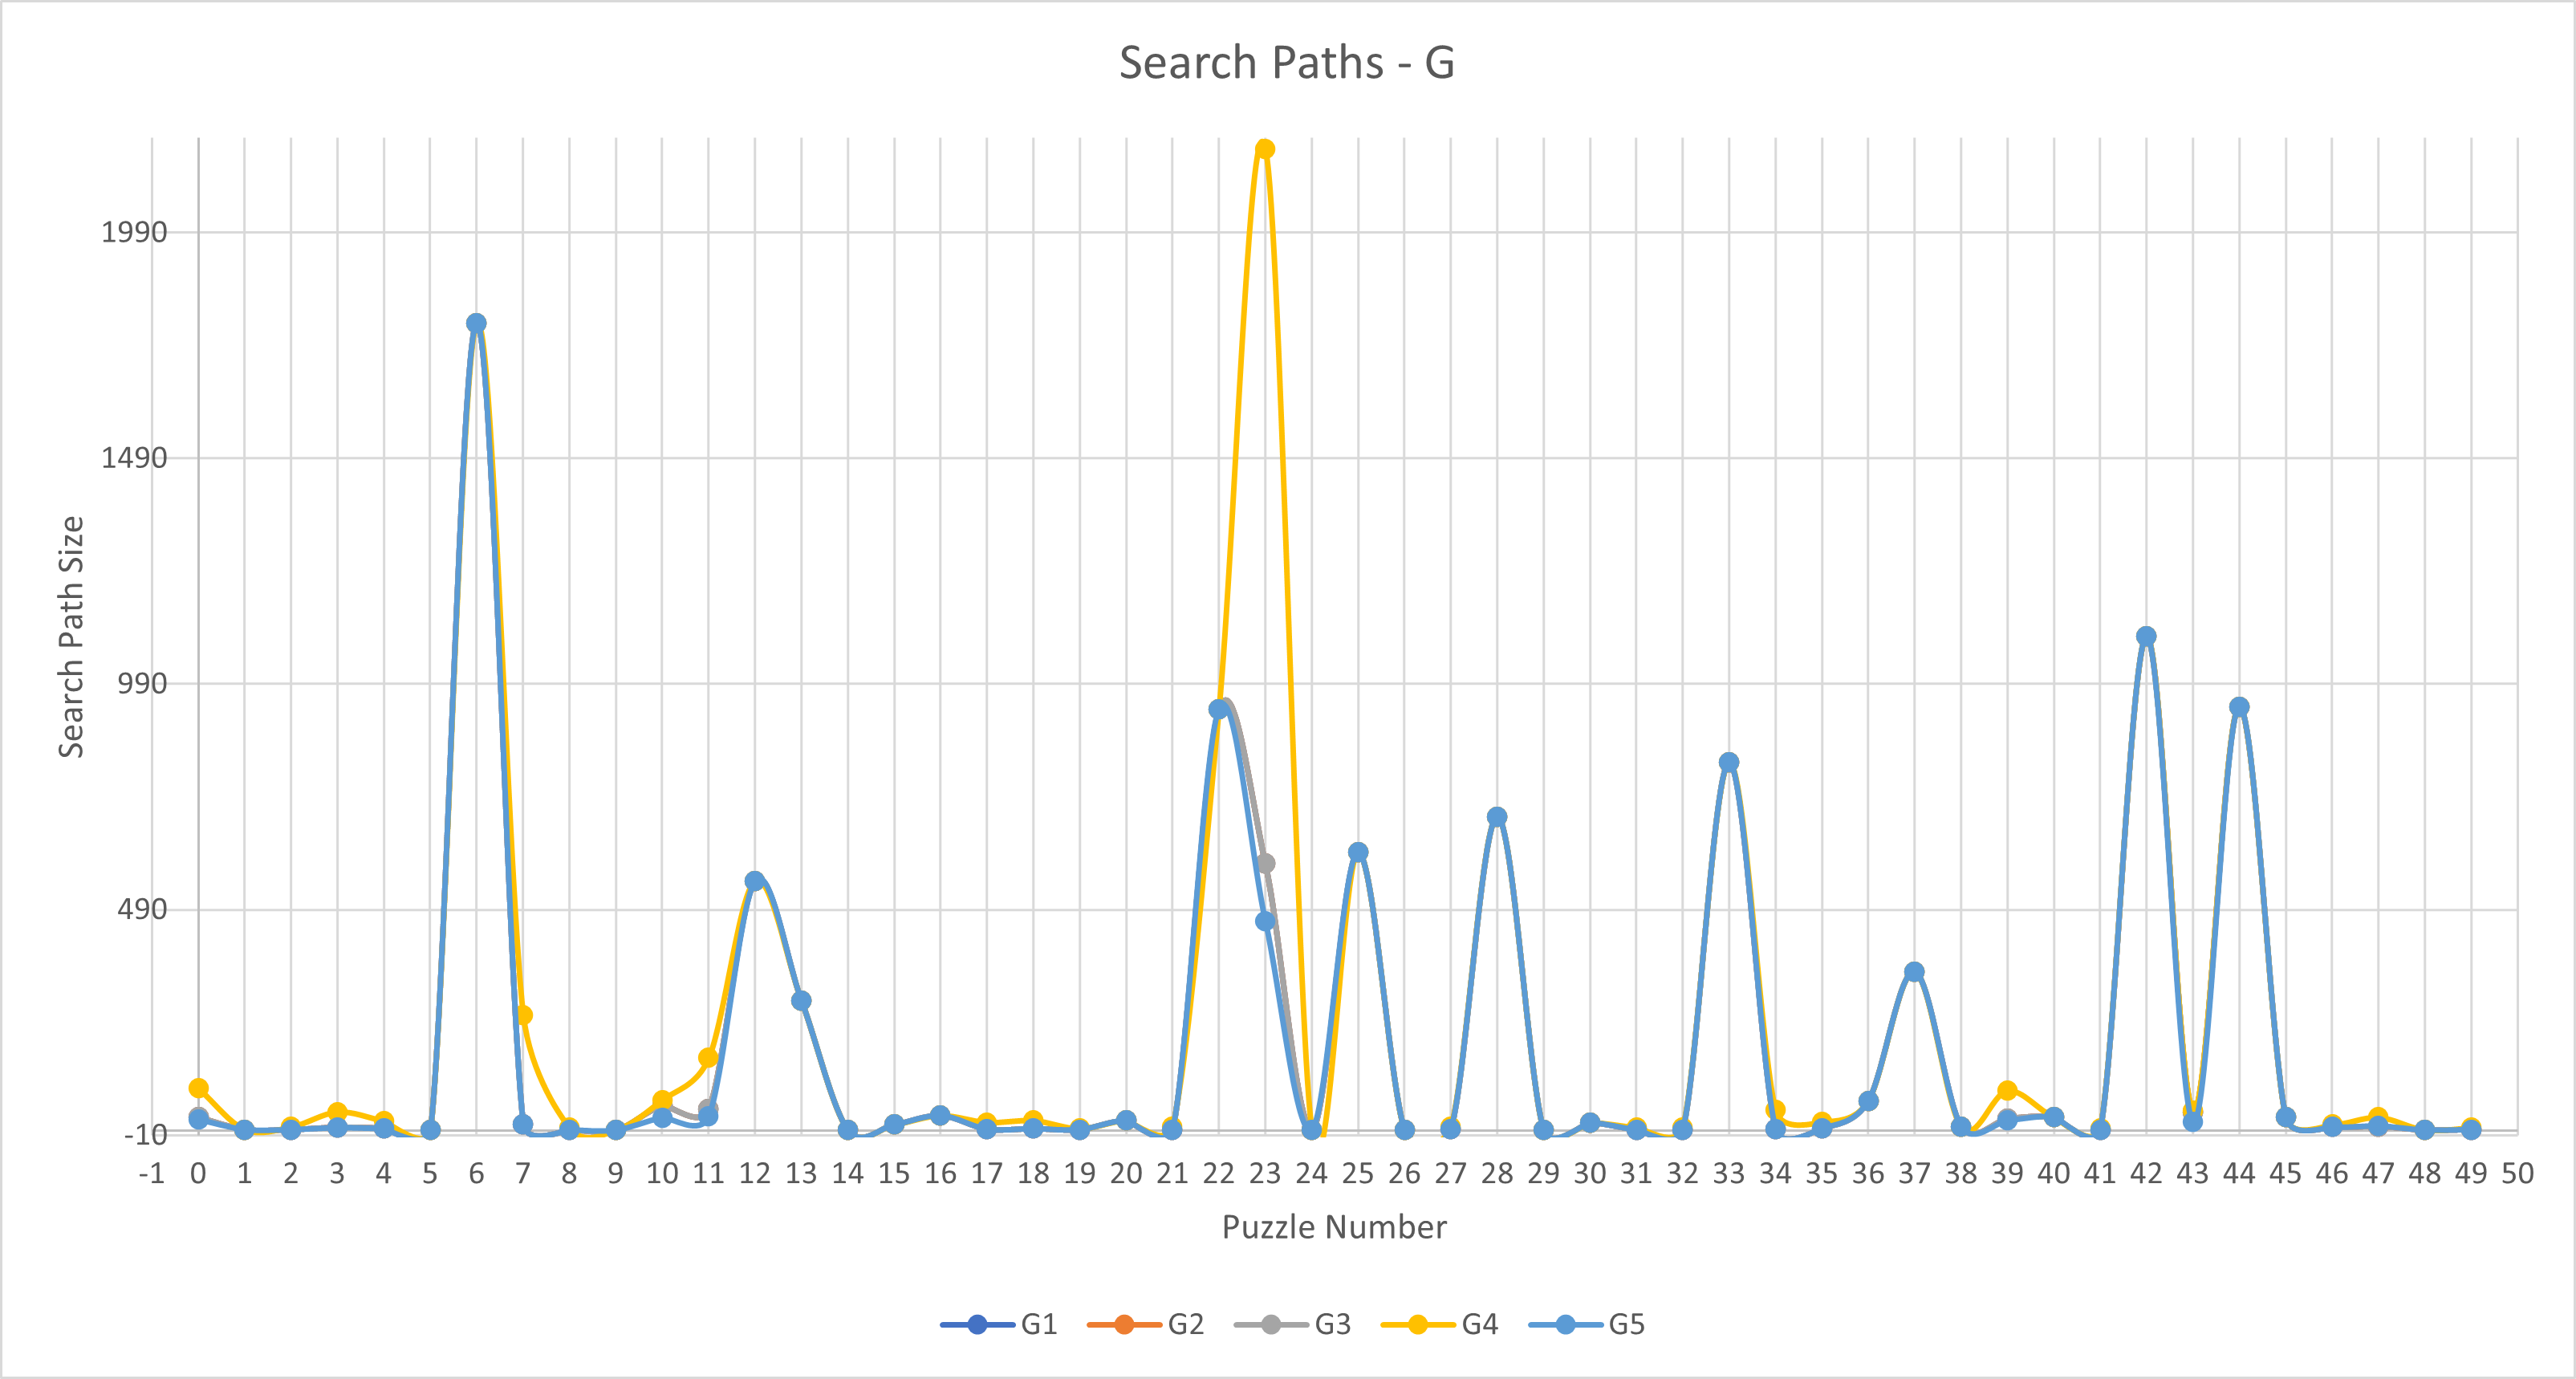 Search Paths - G
1990
1490
990
490
-10
-1 0 1 2 3 4 5 6 7 8 9 10 11 12 13 14 15 16 17 18 19 20 21 22 23 24 25 26 27 28 29 30 31 32 33 34 35 36 37 38 39 40 41 42 43 44 45 46 47 48 49 50
Search Path Size
Puzzle Number
G1 G2 G3 G4 G5